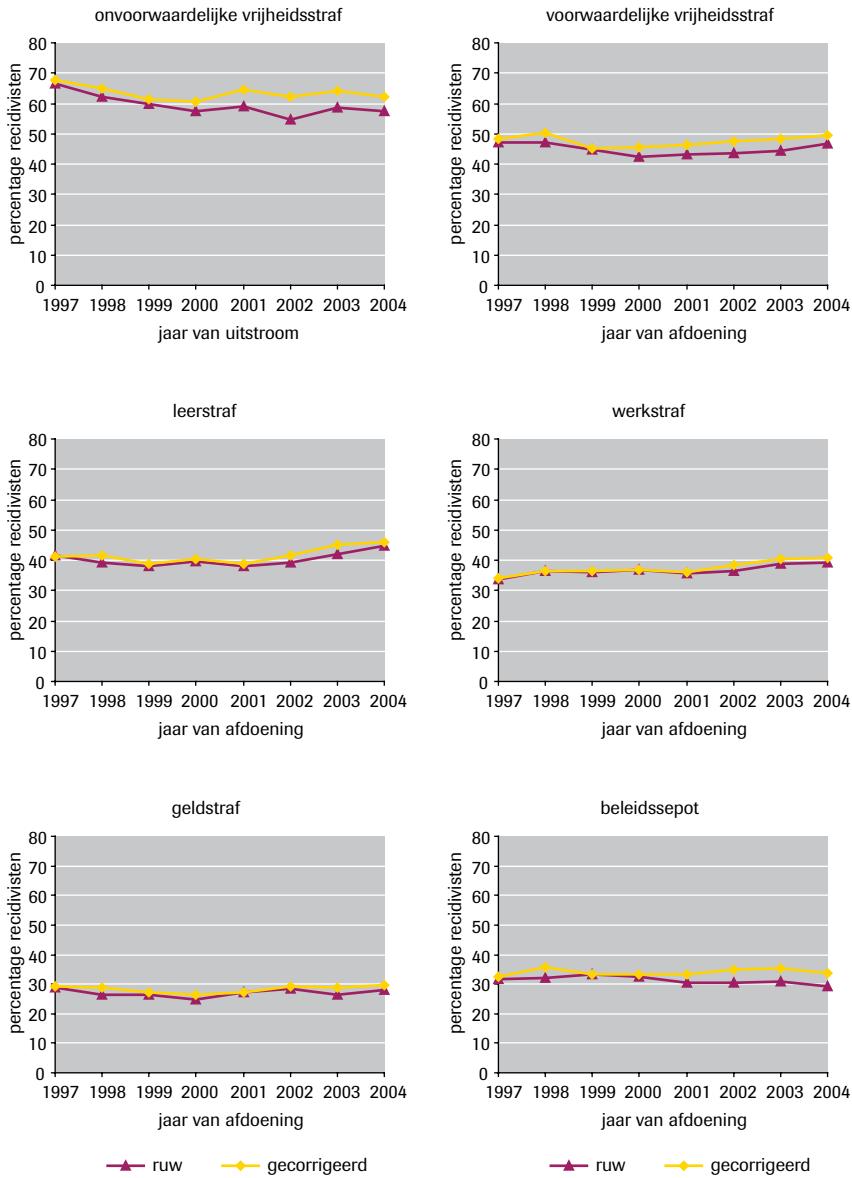 onvoorwaardelijke vrijheidsstraf
percentage recidivisten
80
70
60
50
40
30
20
10
0
1997 1998 1999 2000 2001 2002 2003 2004
jaar van uitstroom
voorwaardelijke vrijheidsstraf
percentage recidivisten
80
70
60
50
40
30
20
10
0
1997 1998 1999 2000 2001 2002 2003 2004
jaar van afdoening
leerstraf
percentage recidivisten
80
70
60
50
40
30
20
10
0
1997 1998 1999 2000 2001 2002 2003 2004
jaar van afdoening
werkstraf
percentage recidivisten
80
70
60
50
40
30
20
10
0
1997 1998 1999 2000 2001 2002 2003 2004
jaar van afdoening
geldstraf
percentage recidivisten
80
70
60
50
40
30
20
10
0
1997 1998 1999 2000 2001 2002 2003 2004
jaar van afdoening
beleidssepot
percentage recidivisten
80
70
60
50
40
30
20
10
0
1997 1998 1999 2000 2001 2002 2003 2004
jaar van afdoening
ruw gecorrigeerd
ruw gecorrigeerd